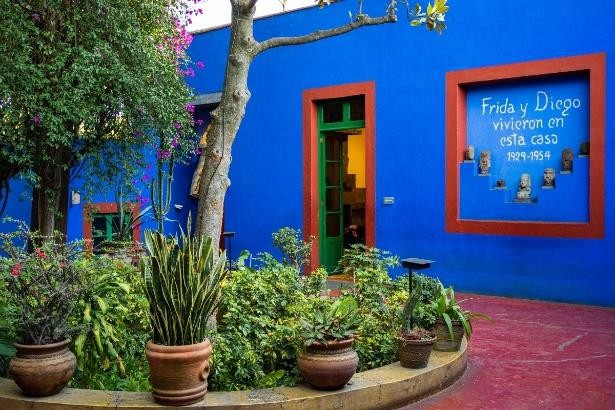 Frida y Diego
vivieron en
esta casa
1929-1954